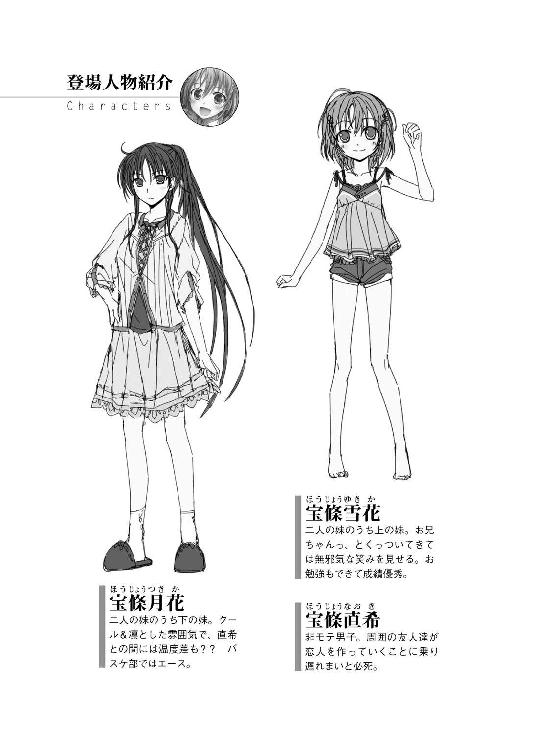 登場人物紹介
Characters
ほうじょうゆきか
宝條雪花
二人の妹のうち上の妹。お兄
ちゃんっ、とくっついてきて
は無邪気な笑みを見せる。お
勉強もできて成績優秀。
ほうじょうつきか
宝條月花
二人の妹のうち下の妹。クー
ル＆凛とした雰囲気で、直希
との間には温度差も？？　バ
スケ部ではエース。
ほうじょうなおき
宝條直希
非モテ男子。周囲の友人達が
恋人を作っていくことに乗り
遅れまいと必死。